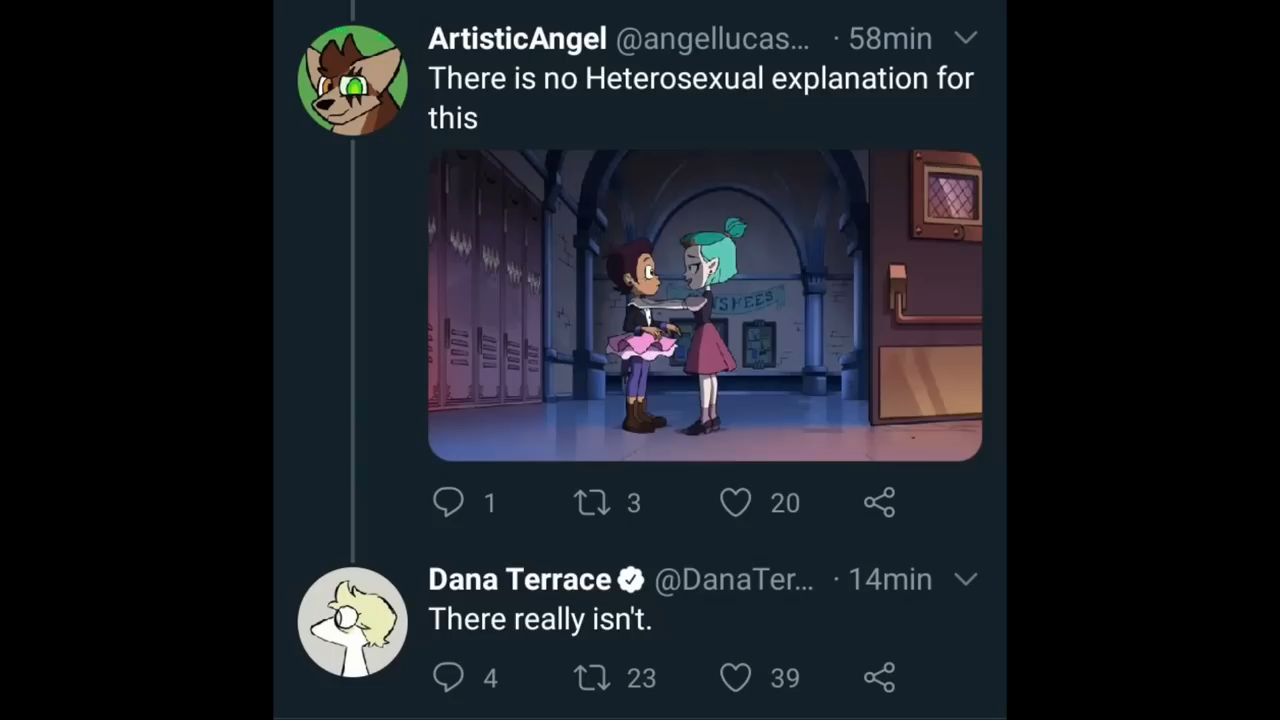 ArtisticAngel @angellucas... · 58min
There is no Heterosexual explanation for
this
1 3 20
Dana Terrace @DanaTer... · 14min
There really isn't.
4 23 39